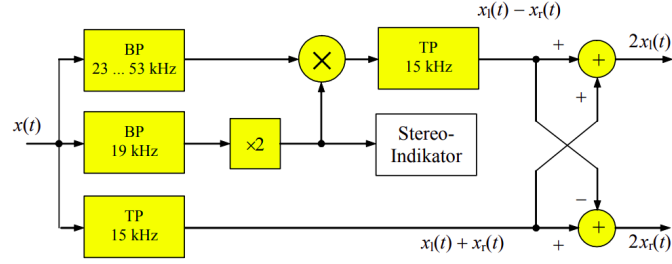 x_l(t) − x_r(t)
BP
23 ... 53 kHz
×
TP
15 kHz
+
+
2x_l(t)
+
x(t)
BP
19 kHz
×2
Stereo-
Indikator
TP
15 kHz
x_l(t) + x_r(t)
−
+
+
2x_r(t)